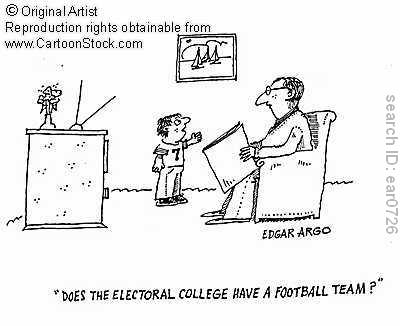 © Original Artist
Reproduction rights obtainable from
www.CartoonStock.com
7
search ID: ear0726
EDGAR ARGO
"DOES THE ELECTORAL COLLEGE HAVE A FOOTBALL TEAM?"